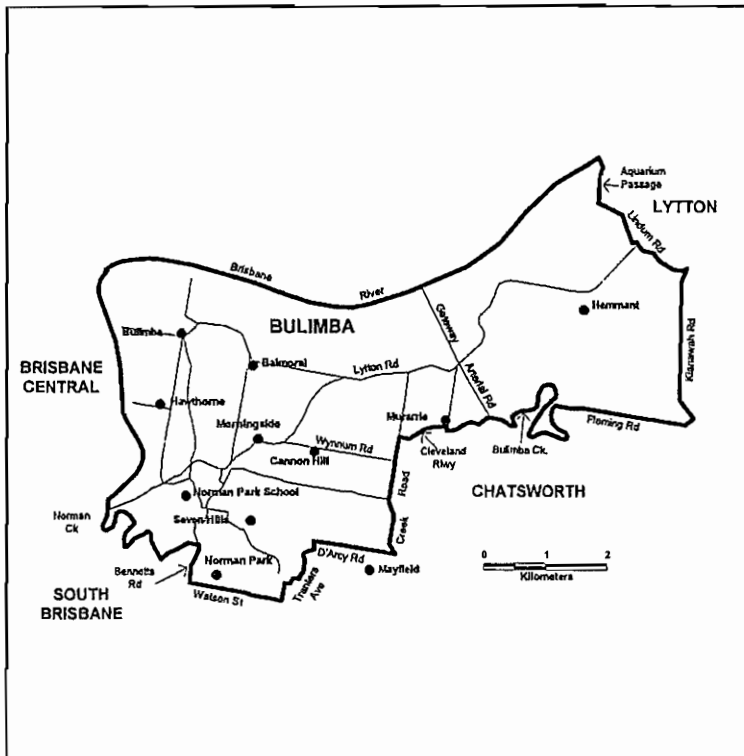 Aquarium
Passage
LYTTON
Lindum Rd
Brisbane
River
Hemmant
BULIMBA
Gateway
Arterial Rd
Bulimba
Kianawah Rd
BRISBANE
CENTRAL
Balmoral
Lytton Rd
Hawthorne
Murarrie
Fleming Rd
Morningside
Wynnum Rd
Cleveland
Rlwy
Bulimba Ck.
Cannon Hill
CHATSWORTH
Norman Park School
Road
Creek
Norman
Ck
Seven Hills
D'Arcy Rd
0 1 2
Kilometers
Bennetts
Rd
Norman Park
Mayfield
SOUTH
BRISBANE
Watson St
Ave